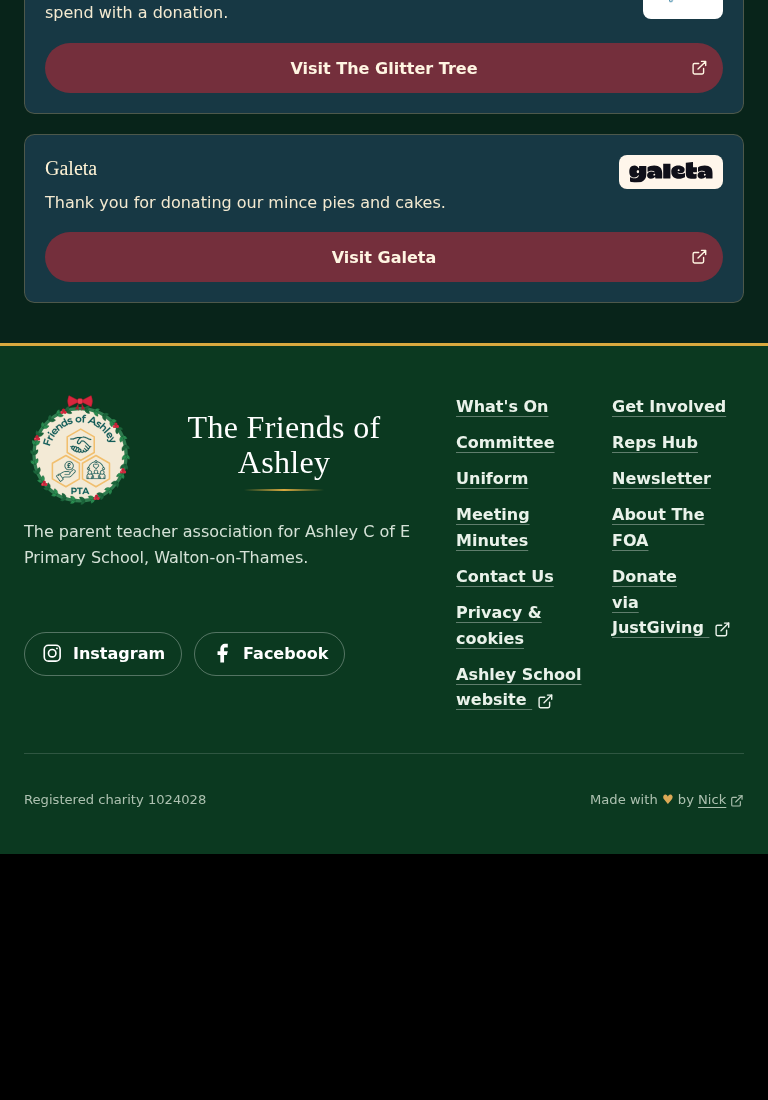 spend with a donation.
Visit The Glitter Tree
Galeta
galeta
Thank you for donating our mince pies and cakes.
Visit Galeta
Friends of Ashley
PTA
The Friends of
Ashley
The parent teacher association for Ashley C of E
Primary School, Walton-on-Thames.
Instagram
Facebook
What's On
Committee
Uniform
Meeting
Minutes
Contact Us
Privacy &
cookies
Ashley School
website
Get Involved
Reps Hub
Newsletter
About The
FOA
Donate
via
JustGiving
Registered charity 1024028
Made with ♥ by Nick